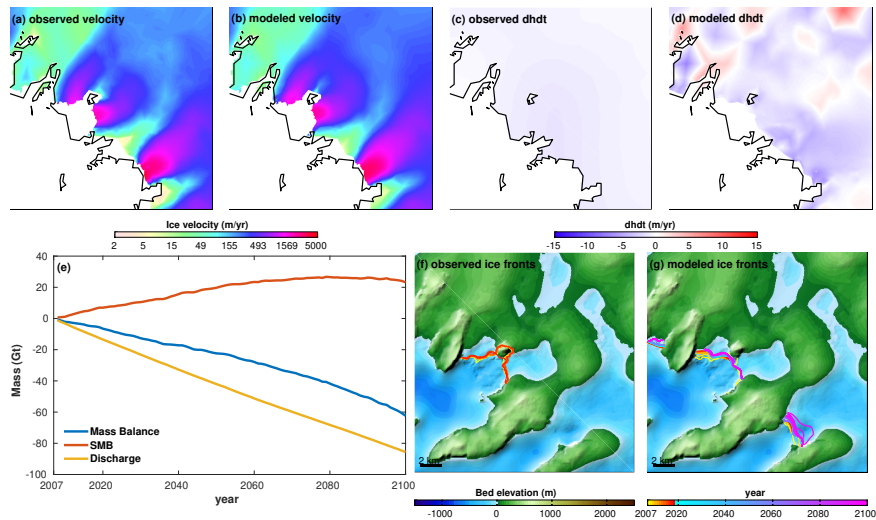 (a) observed velocity
(b) modeled velocity
(c) observed dhdt
(d) modeled dhdt
Ice velocity (m/yr)
2 5 15 49 155 493 1569 5000
dhdt (m/yr)
-15 -10 -5 0 5 10 15
(e)
40
20
0
-20
-40
-60
-80
-100
Mass (Gt)
Mass Balance
SMB
Discharge
2007 2020 2040 2060 2080 2100
year
(f) observed ice fronts
2 km
(g) modeled ice fronts
2 km
Bed elevation (m)
-1000 0 1000 2000
year
2007 2020 2060 2080 2100